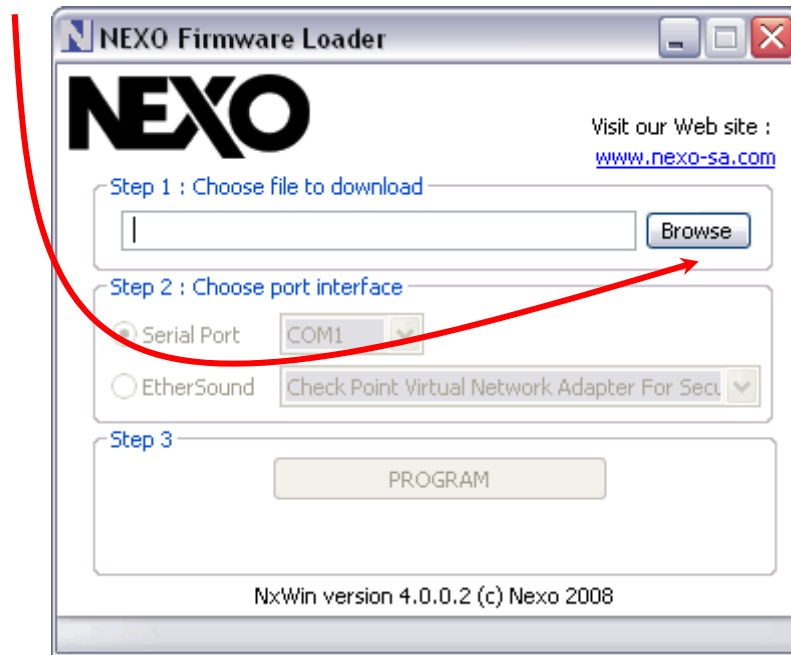 NEXO Firmware Loader
NEXO
Visit our Web site :
www.nexo-sa.com
Step 1 : Choose file to download
Browse
Step 2 : Choose port interface
Serial Port COM1
EtherSound Check Point Virtual Network Adapter For Secu
Step 3
PROGRAM
NxWin version 4.0.0.2 (c) Nexo 2008